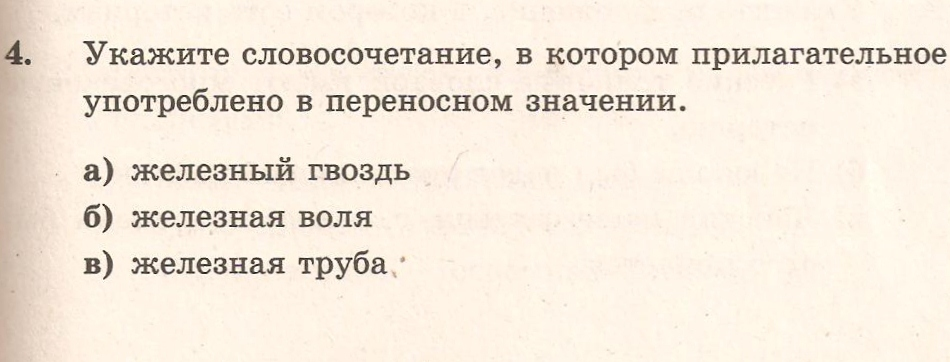 4. Укажите словосочетание, в котором прилагательное
употреблено в переносном значении.
а) железный гвоздь
б) железная воля
в) железная труба